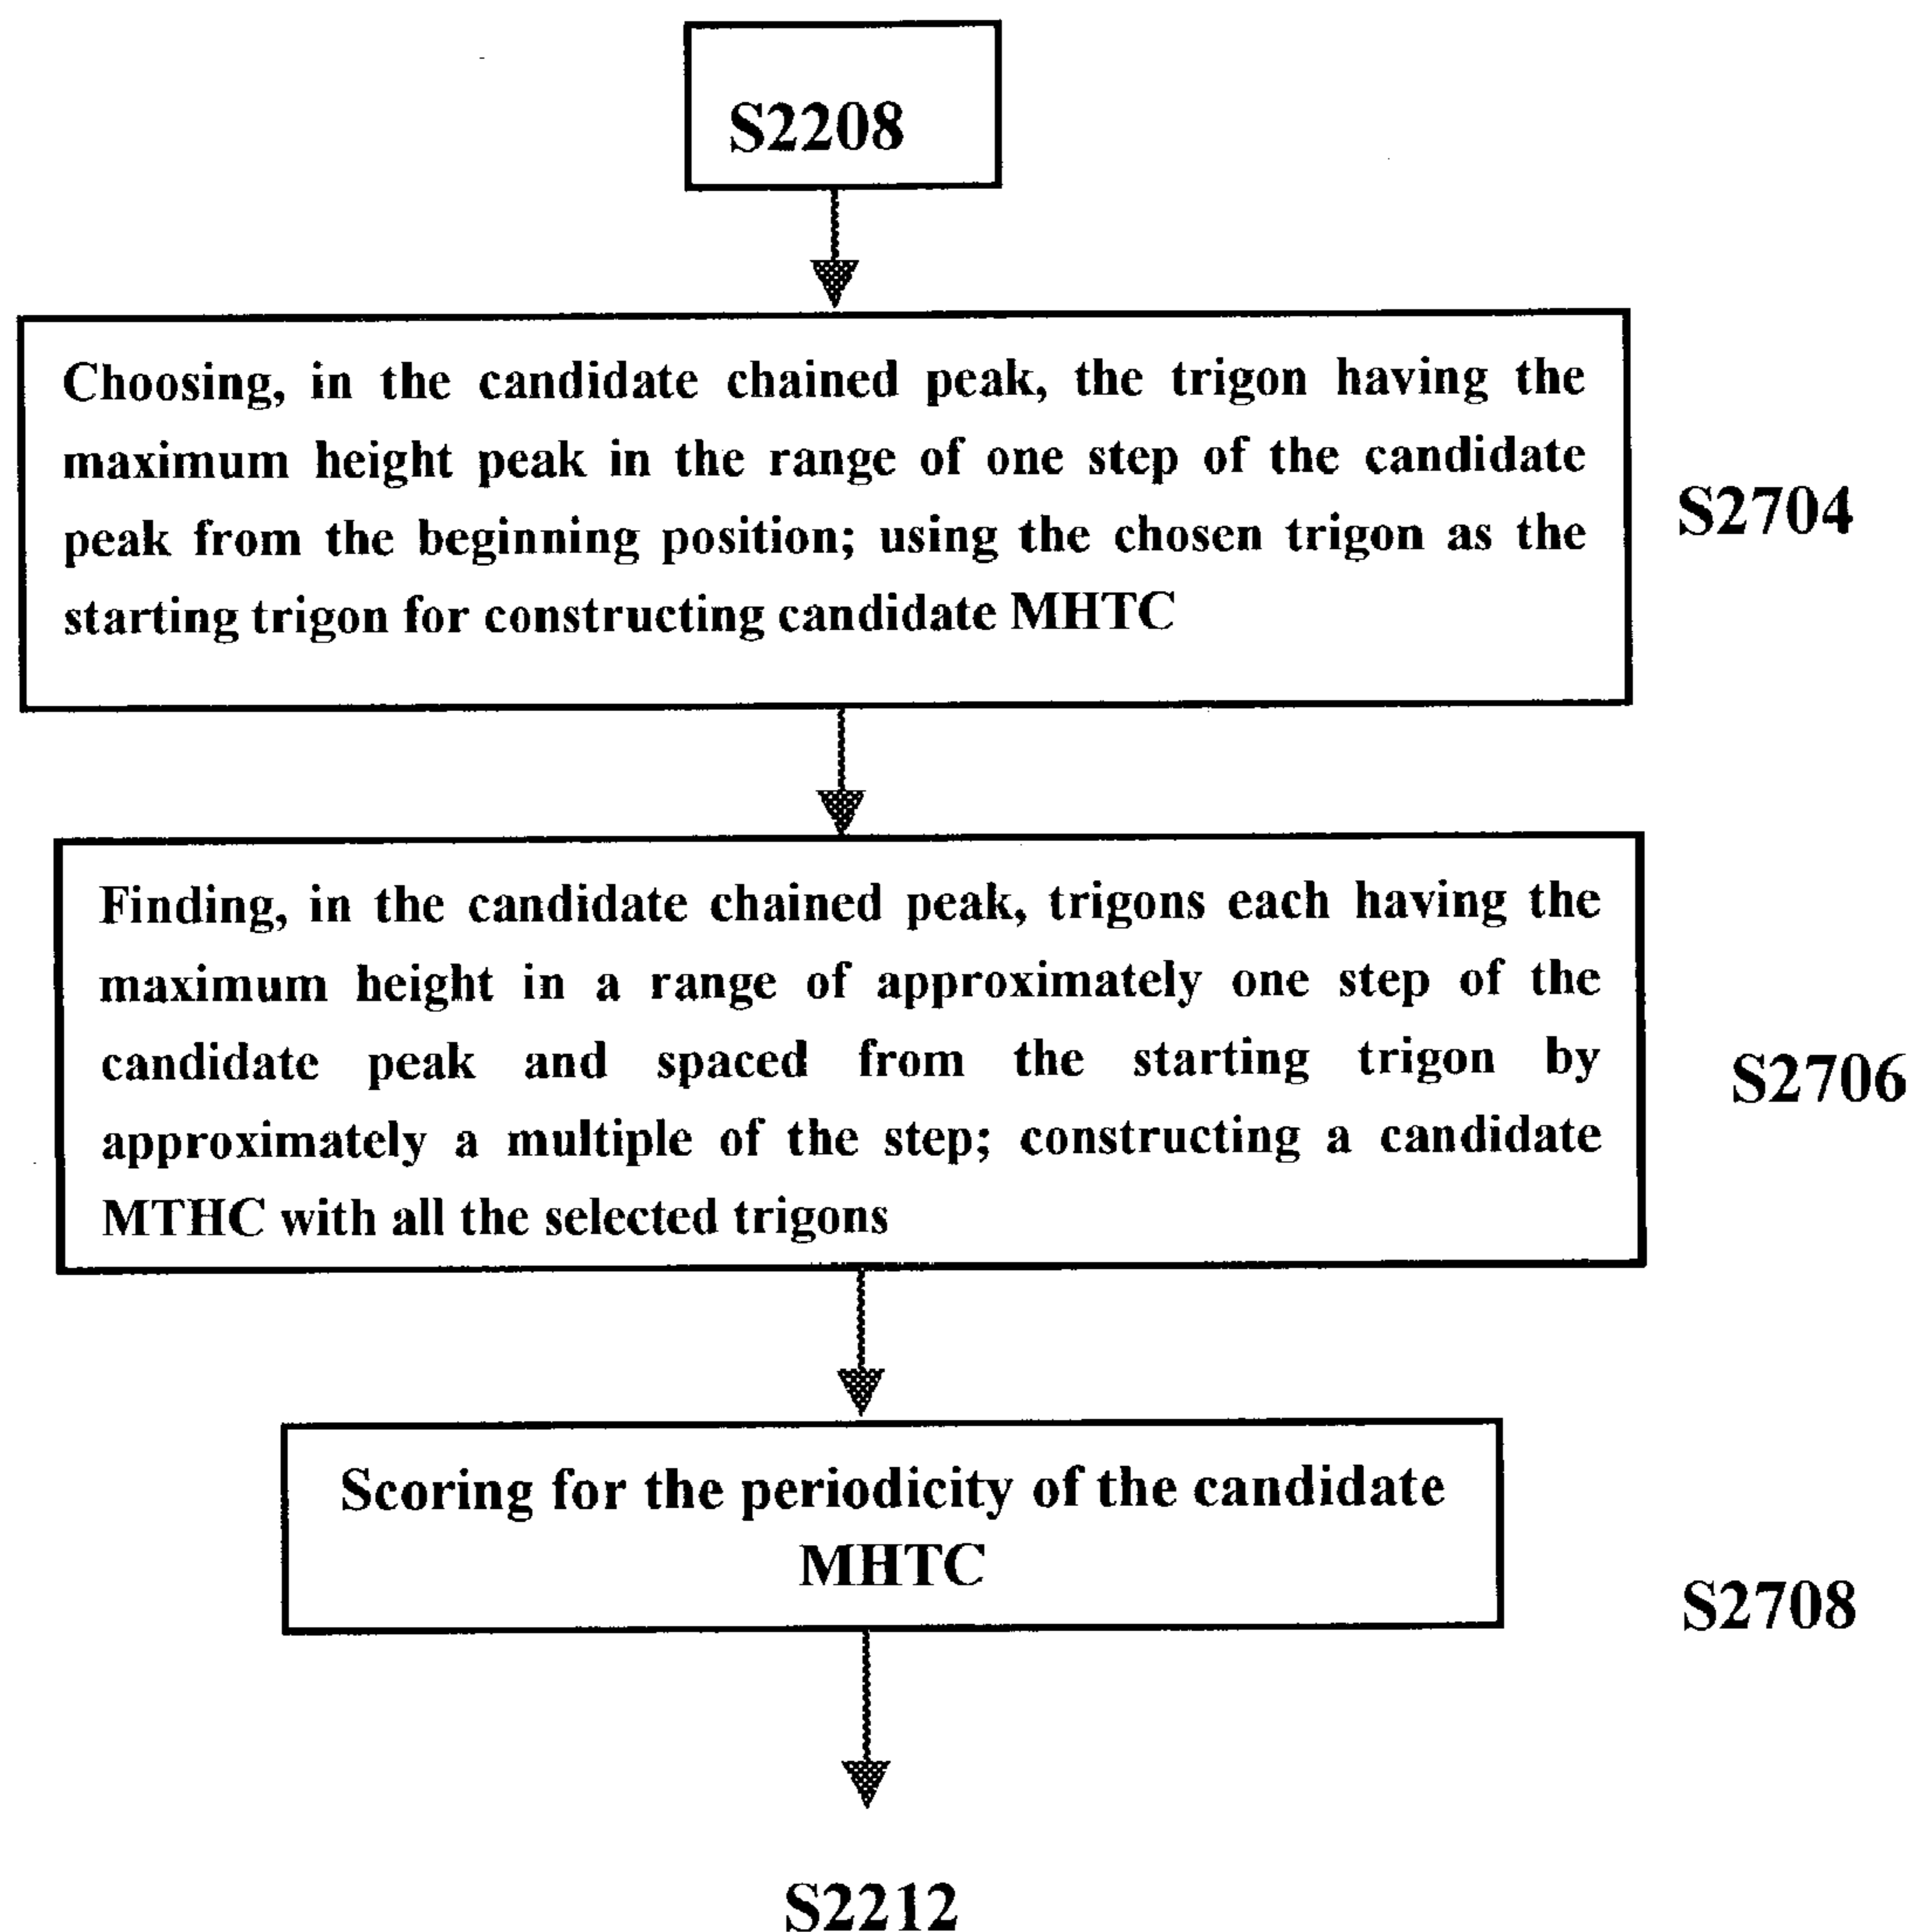 S2208
Choosing, in the candidate chained peak, the trigon having the
maximum height peak in the range of one step of the candidate
peak from the beginning position; using the chosen trigon as the
starting trigon for constructing candidate MHTC
S2704
Finding, in the candidate chained peak, trigons each having the
maximum height in a range of approximately one step of the
candidate peak and spaced from the starting trigon by
approximately a multiple of the step; constructing a candidate
MTHC with all the selected trigons
S2706
Scoring for the periodicity of the candidate
MHTC
S2708
S2212